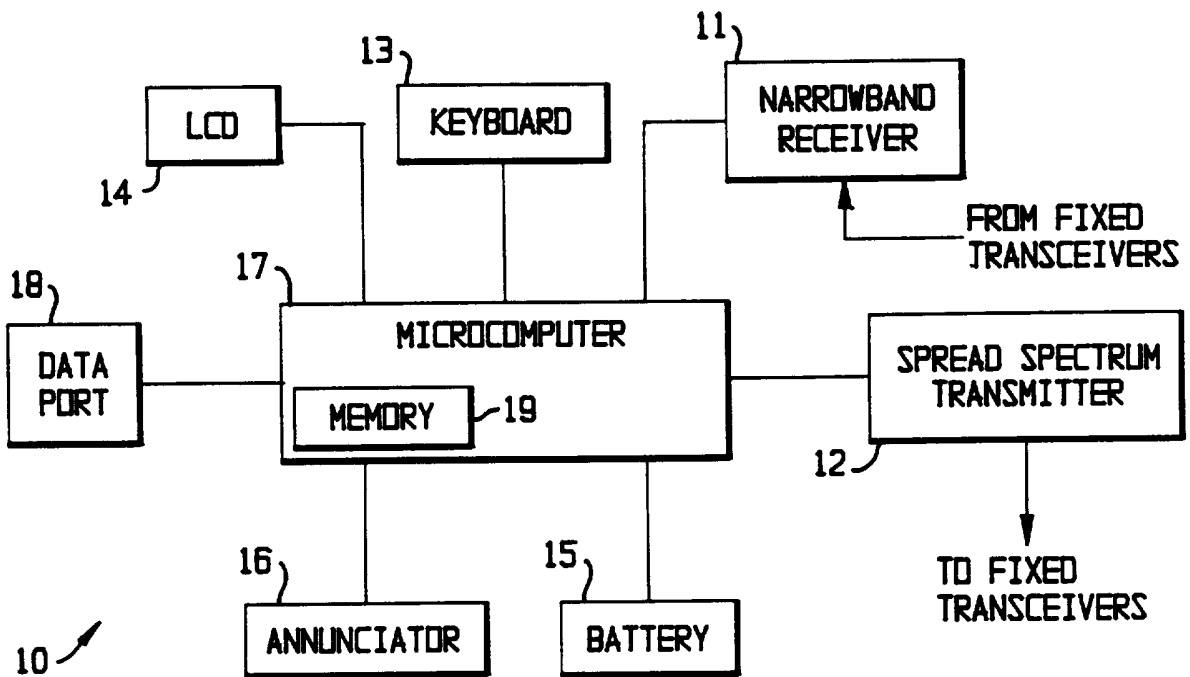 11
13
NARROWBAND
RECEIVER
LCD
KEYBOARD
14
FROM FIXED
TRANSCEIVERS
17
18
MICROCOMPUTER
DATA
PORT
SPREAD SPECTRUM
TRANSMITTER
MEMORY
19
12
16
15
TO FIXED
TRANSCEIVERS
ANNUNCIATOR
BATTERY
10